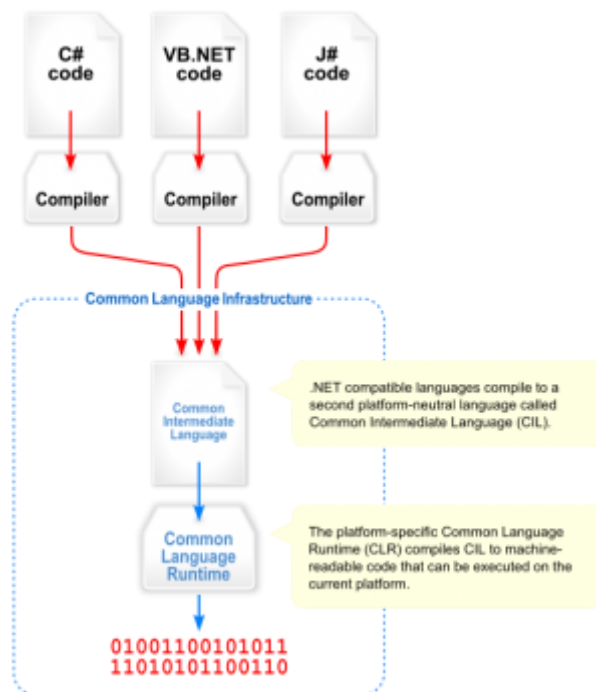 C#
code
VB.NET
code
J#
code
Compiler
Compiler
Compiler
Common Language Infrastructure
Common
Intermediate
Language
.NET compatible languages compile to a
second platform-neutral language called
Common Intermediate Language (CIL).
Common
Language
Runtime
The platform-specific Common Language
Runtime (CLR) compiles CIL to machine-
readable code that can be executed on the
current platform.
01001100101011
11010101100110